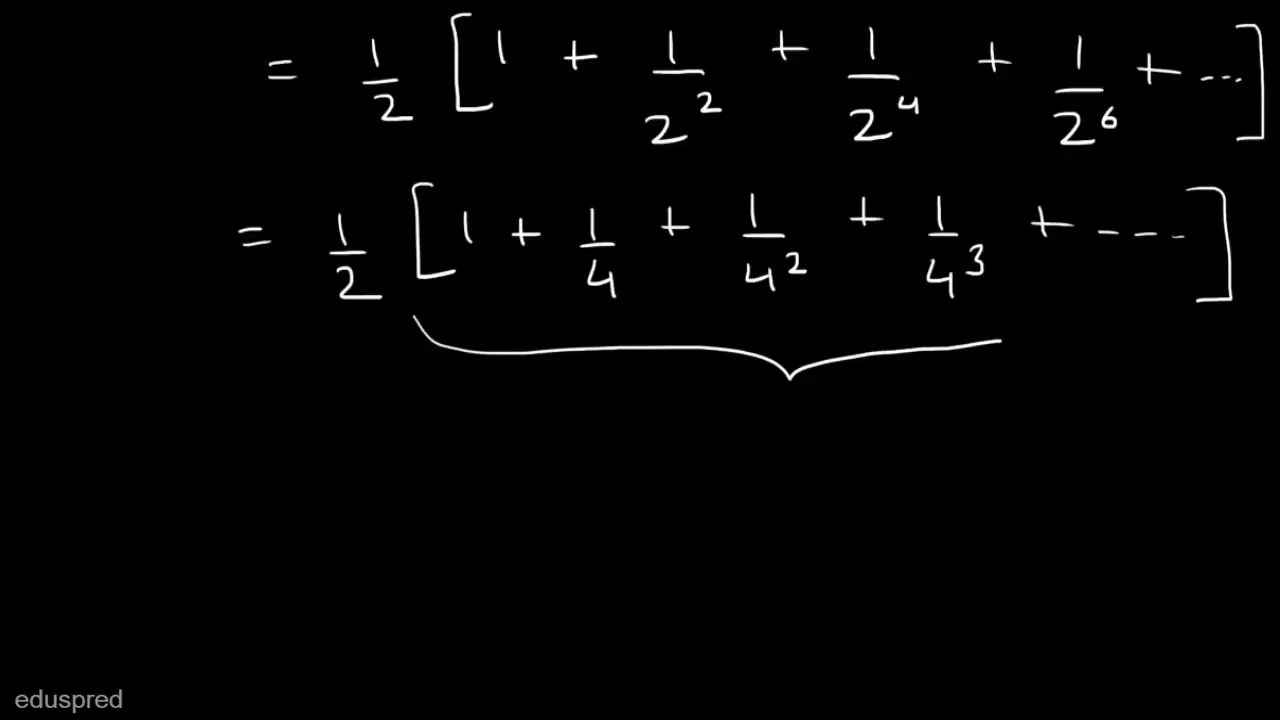 = 1/2 [1 + 1/2^2 + 1/2^4 + 1/2^6 + ...]
= 1/2 [1 + 1/4 + 1/4^2 + 1/4^3 + ----]
eduspred